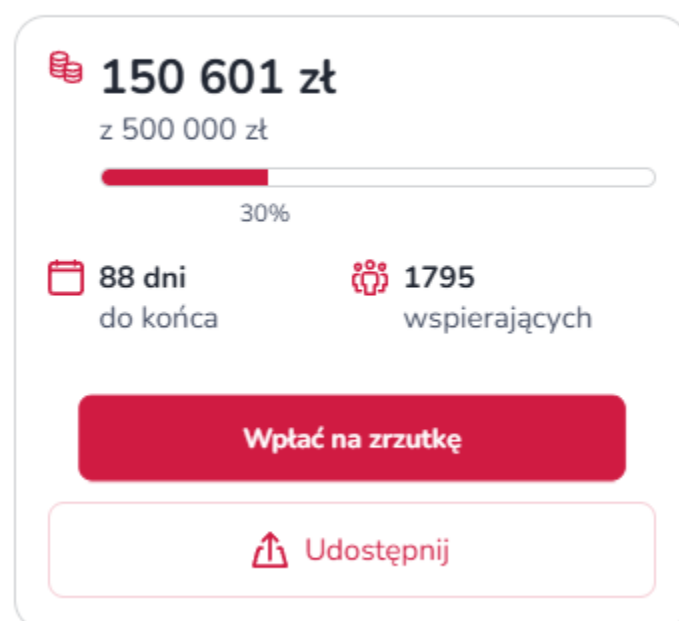 150 601 zł
z 500 000 zł
30%
88 dni
do końca
1795
wspierających
Wpłać na zrzutkę
Udostępnij